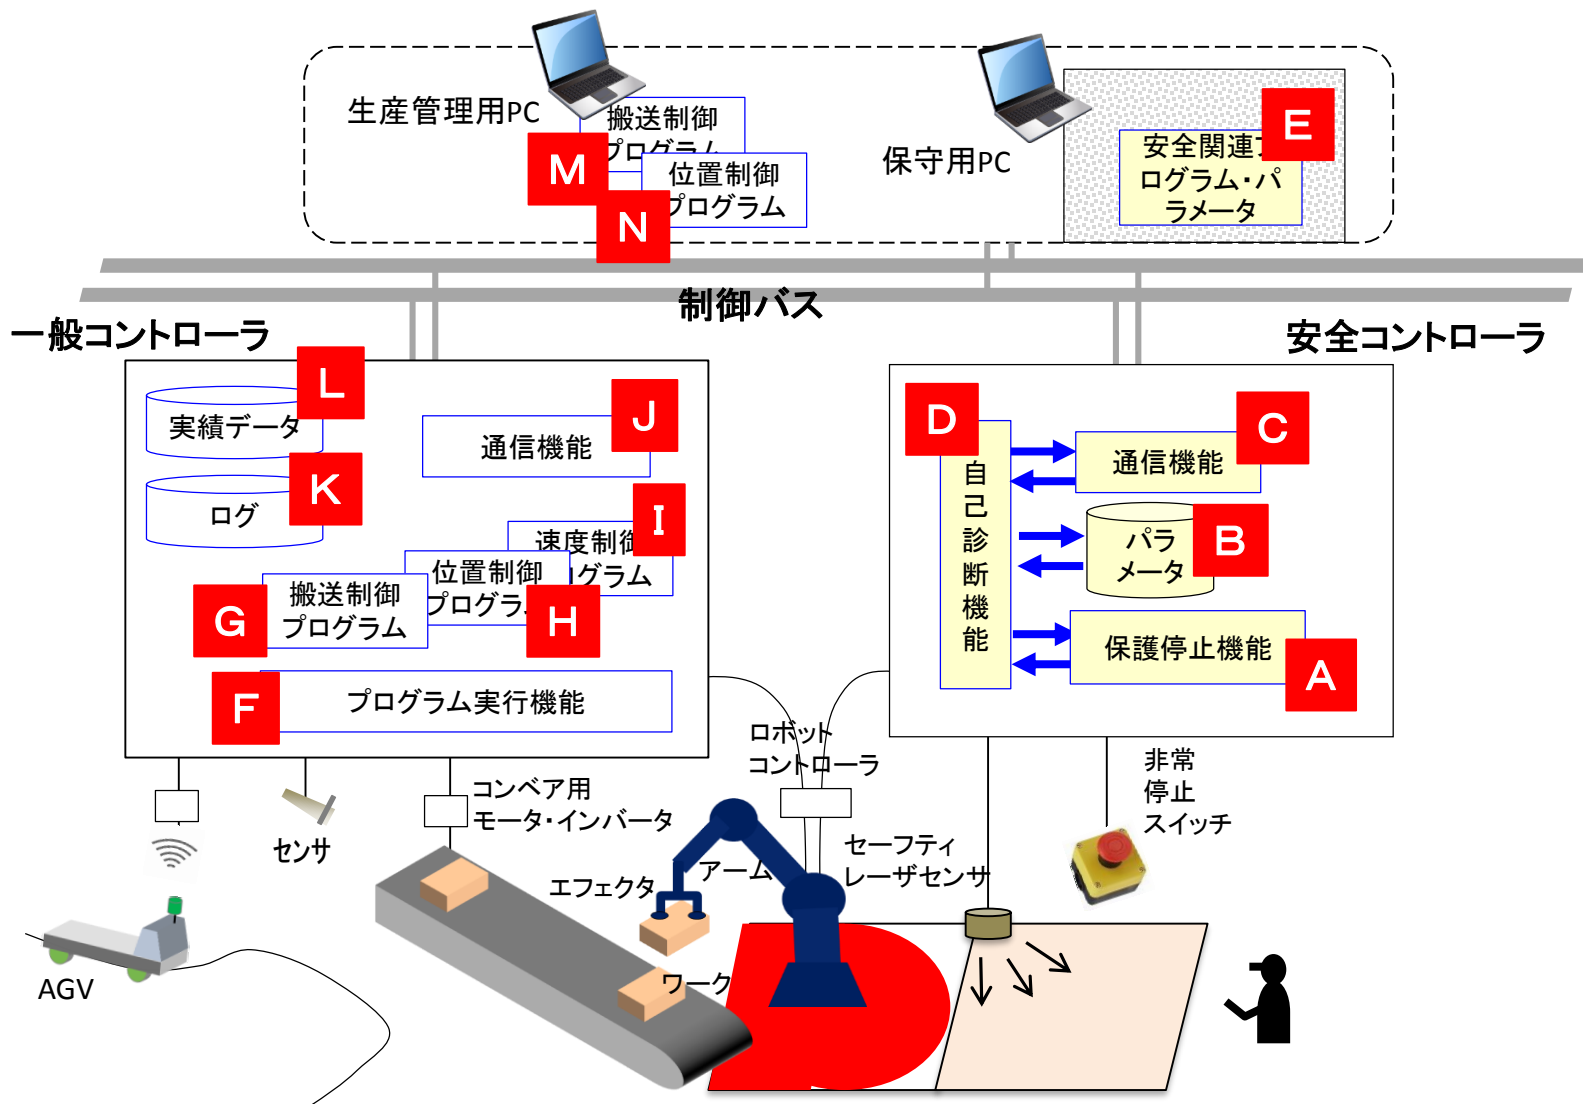 生産管理用PC
搬送制御
プログラム
M
位置制御
プログラム
N
保守用PC
E
安全関連プ
ログラム・パ
ラメータ
制御バス
一般コントローラ
安全コントローラ
L
実績データ
J
通信機能
K
ログ
I
速度制御
プログラム
位置制御
プログラム
H
搬送制御
プログラム
G
F
プログラム実行機能
D
自己診断機能
C
通信機能
B
パラ
メータ
保護停止機能
A
ロボット
コントローラ
非常
停止
スイッチ
コンベア用
モータ・インバータ
センサ
セーフティ
レーザセンサ
アーム
エフェクタ
ワーク
AGV